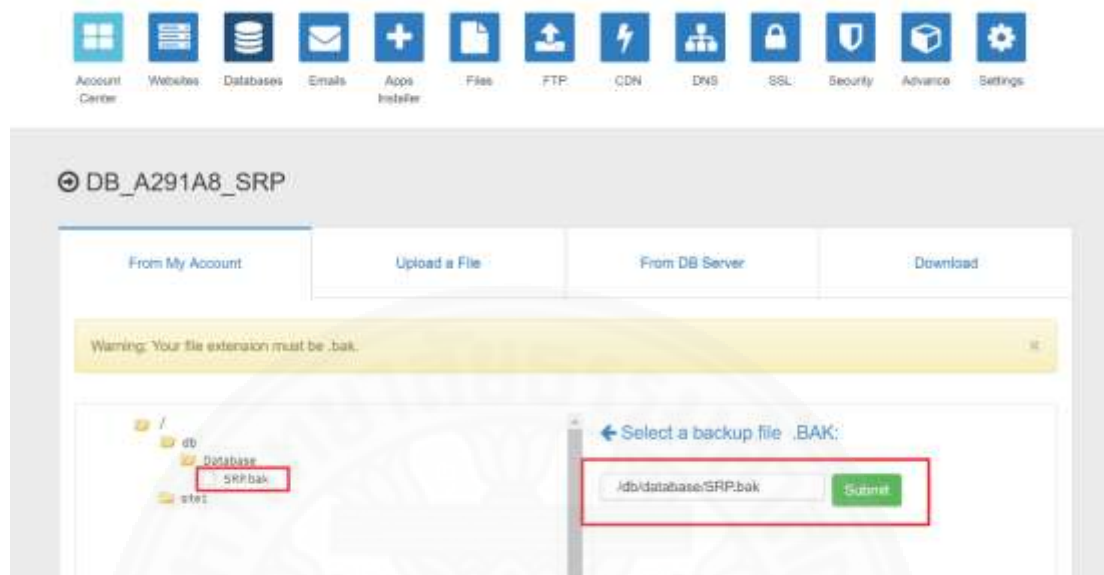 Account Center
Websites
Databases
Emails
Apps Installer
Files
FTP
CDN
DNS
SSL
Security
Advance
Settings
DB_A291A8_SRP
From My Account
Upload a File
From DB Server
Download
Warning: Your file extension must be .bak.
/
db
Database
SRP.bak
site1
Select a backup file .BAK:
/db/database/SRP.bak
Submit